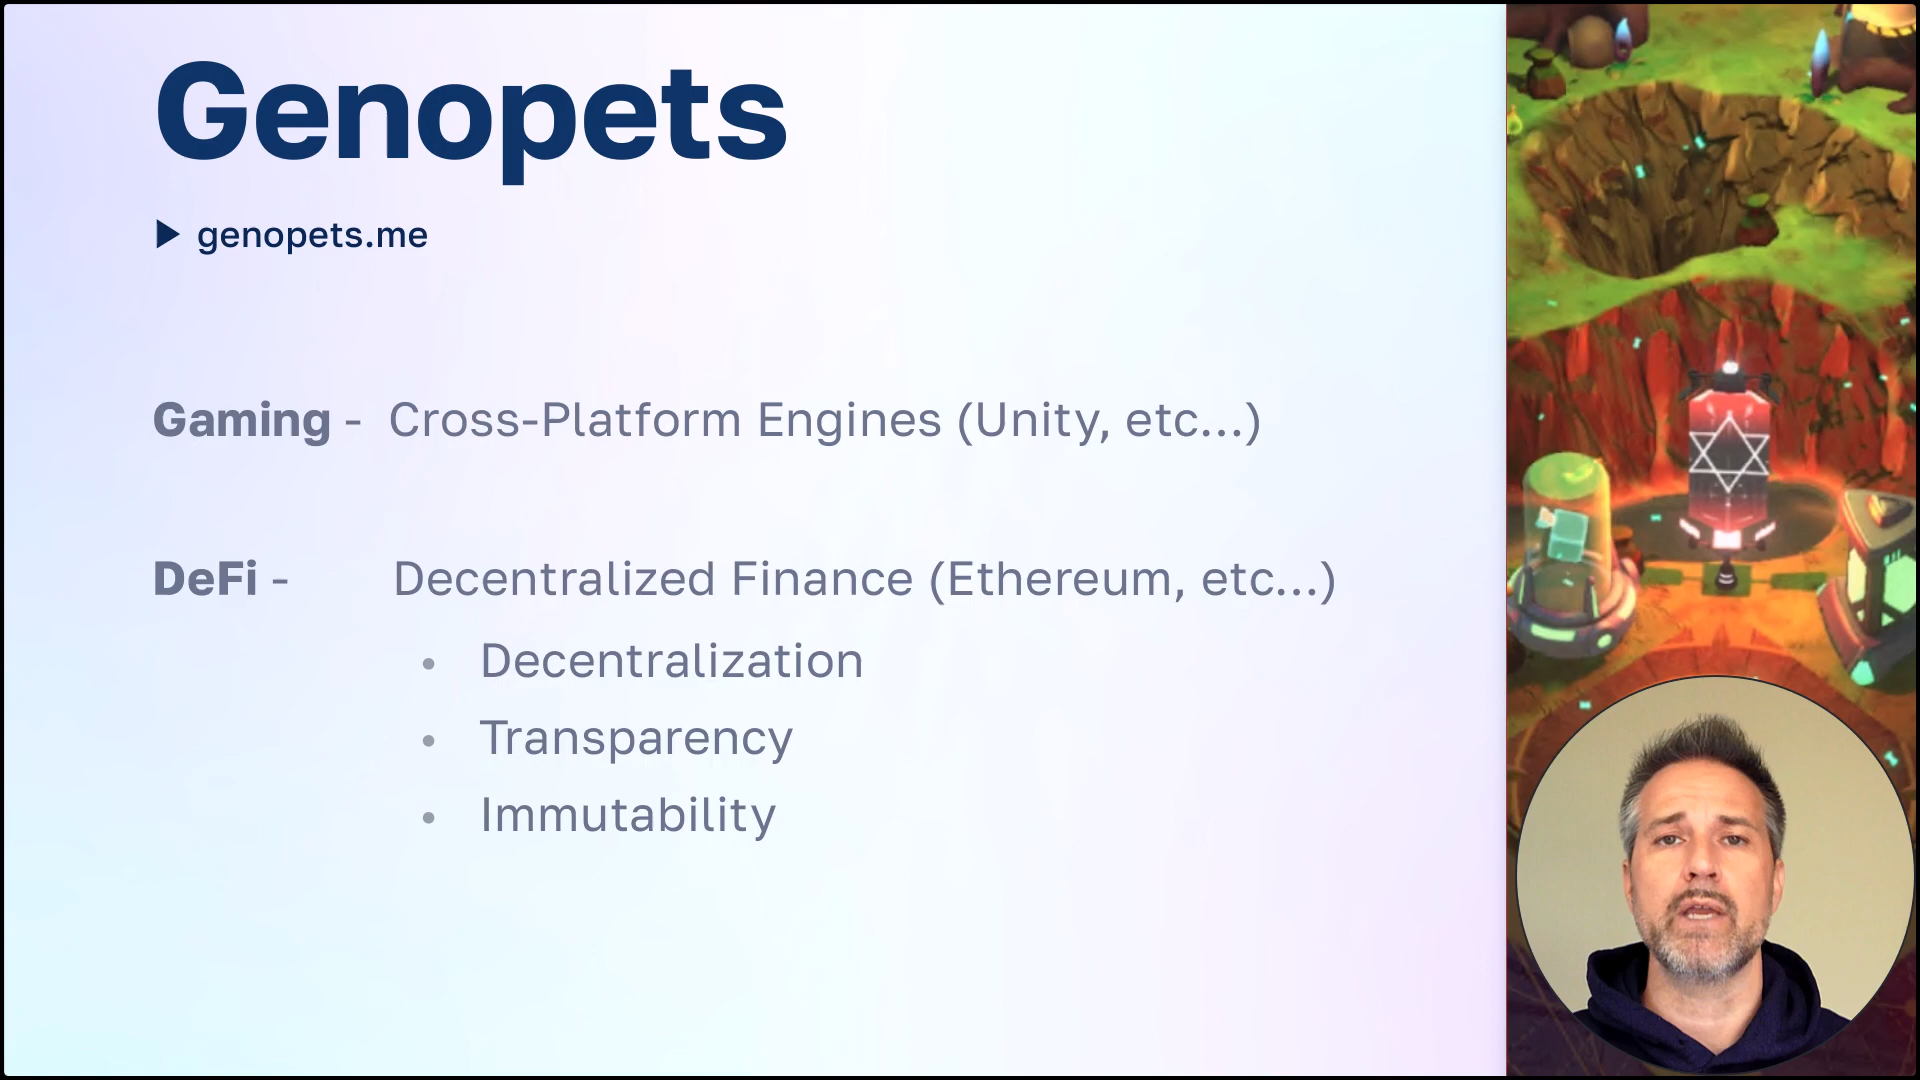 Genopets
▶ genopets.me
Gaming - Cross-Platform Engines (Unity, etc...)
DeFi - Decentralized Finance (Ethereum, etc...)
• Decentralization
• Transparency
• Immutability